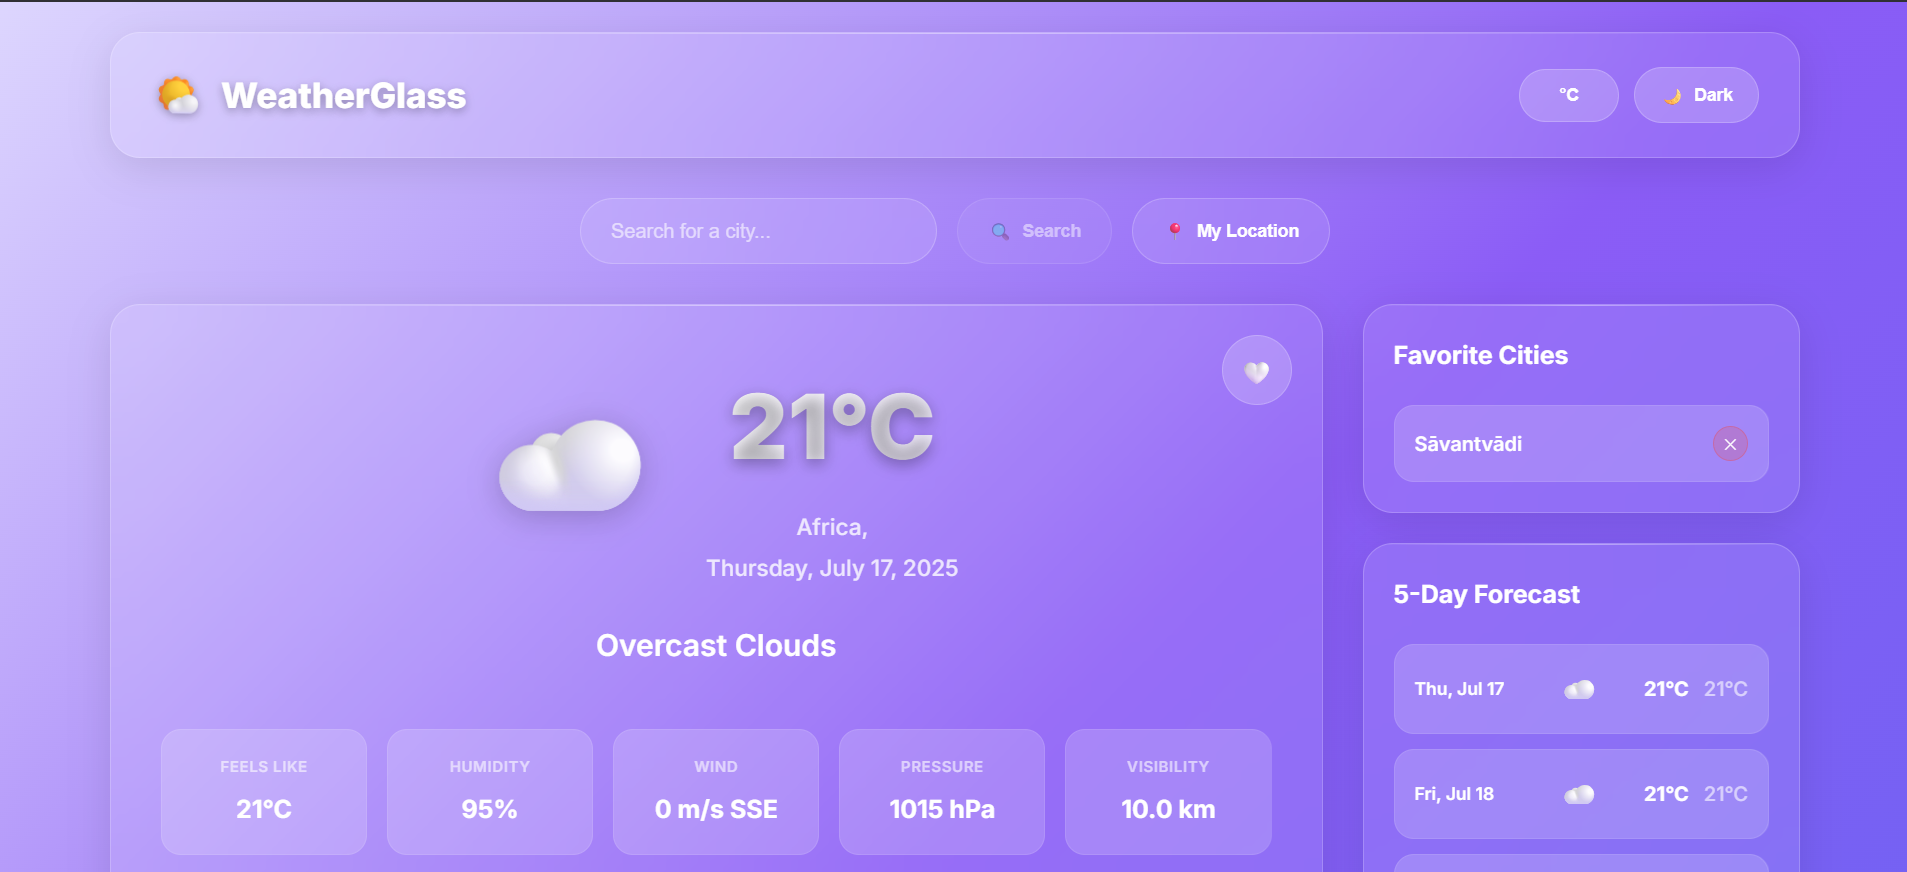 WeatherGlass
°C
Dark
Search for a city...
Search
My Location
21°C
Africa,
Thursday, July 17, 2025
Overcast Clouds
FEELS LIKE
21°C
HUMIDITY
95%
WIND
0 m/s SSE
PRESSURE
1015 hPa
VISIBILITY
10.0 km
Favorite Cities
Sāvantvādi
5-Day Forecast
Thu, Jul 17 21°C 21°C
Fri, Jul 18 21°C 21°C